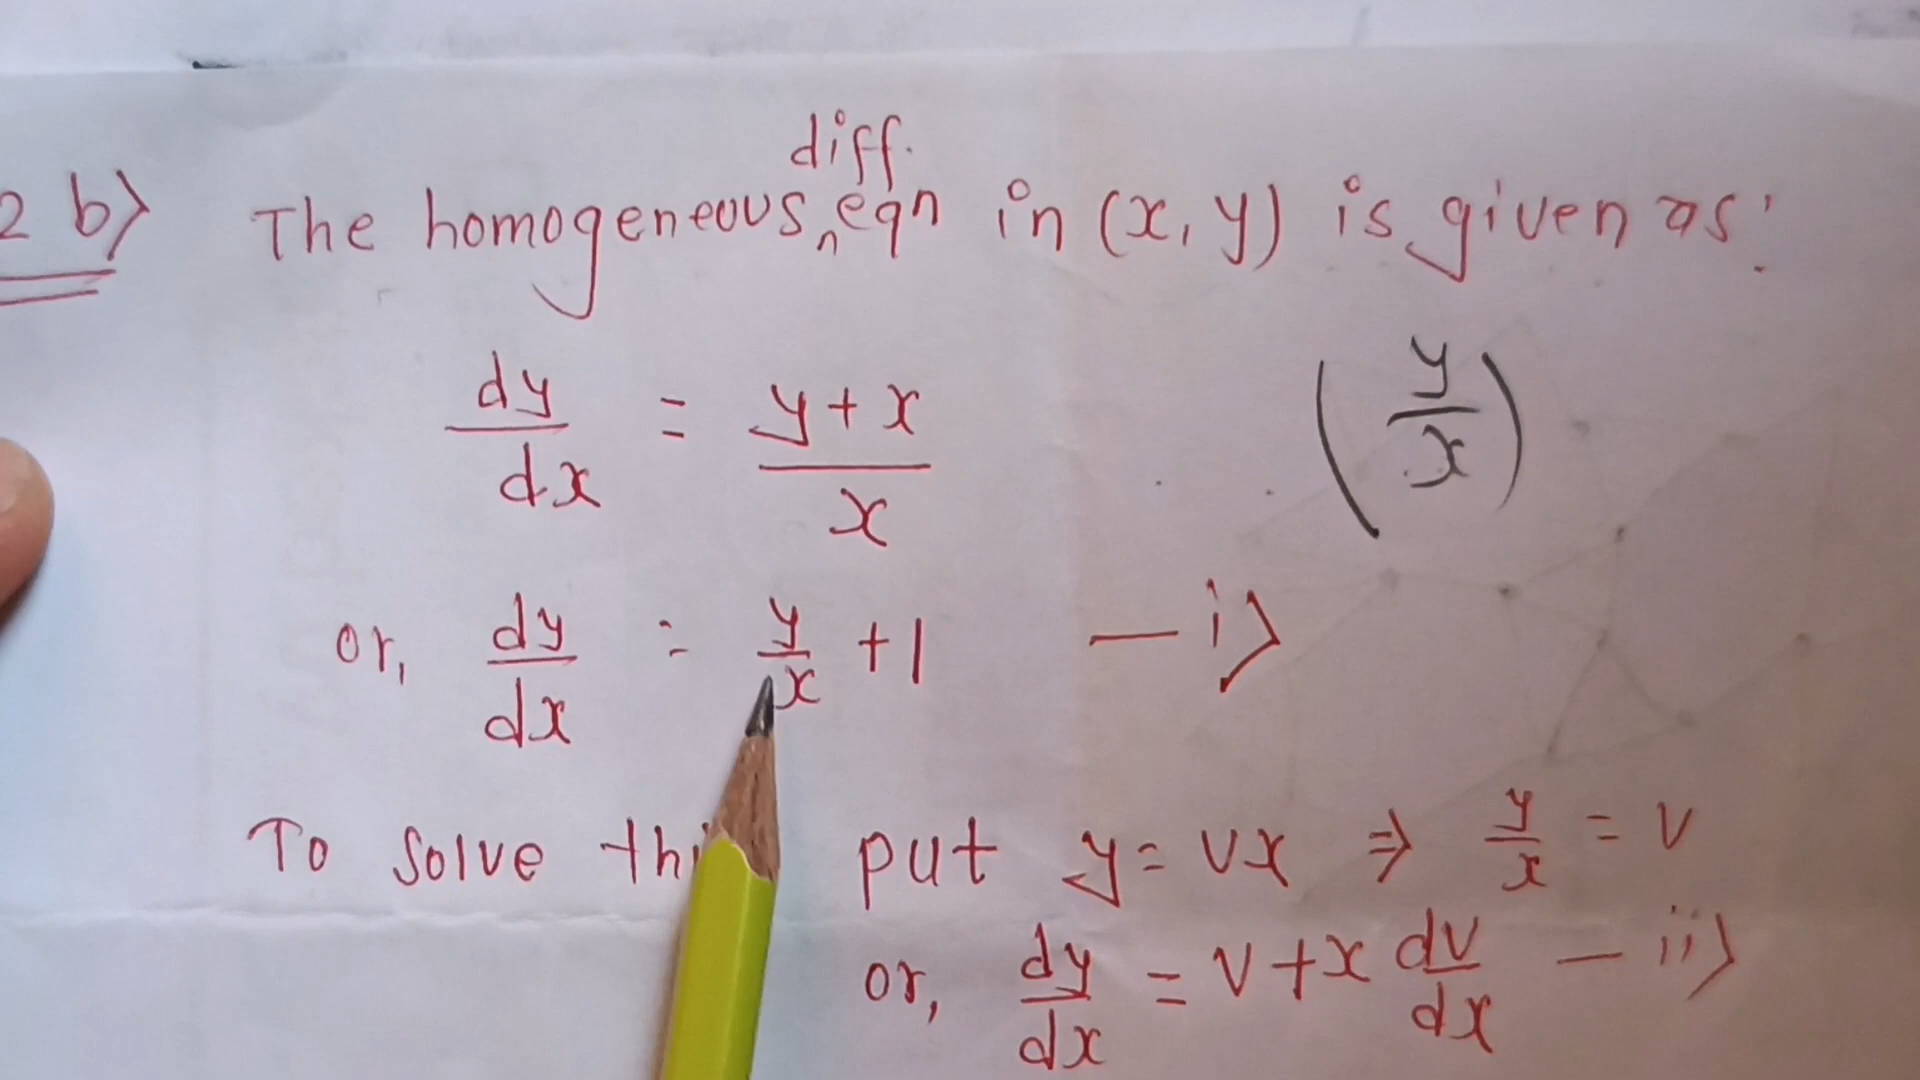 2 b) The homogeneous diff. eqn in (x, y) is given as:
dy/dx = (y + x)/x
(y/x)
or, dy/dx = y/x + 1 — i)
To solve thi put y = vx ⇒ y/x = v
or, dy/dx = v + x dv/dx — ii)